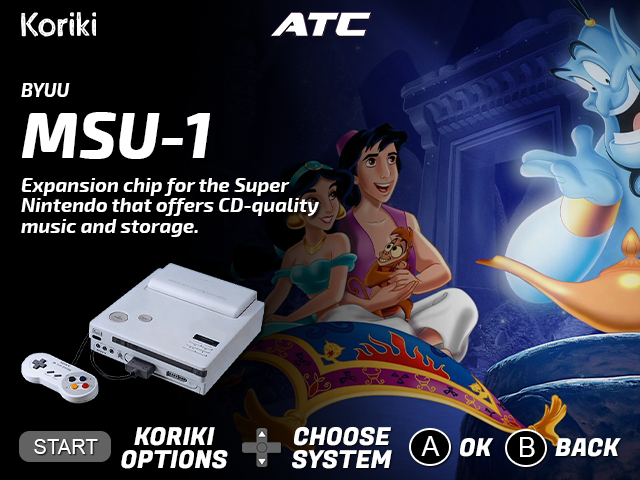 Koriki
ATC
BYUU
MSU-1
Expansion chip for the Super
Nintendo that offers CD-quality
music and storage.
START
KORIKI
OPTIONS
CHOOSE
SYSTEM
A OK
B BACK